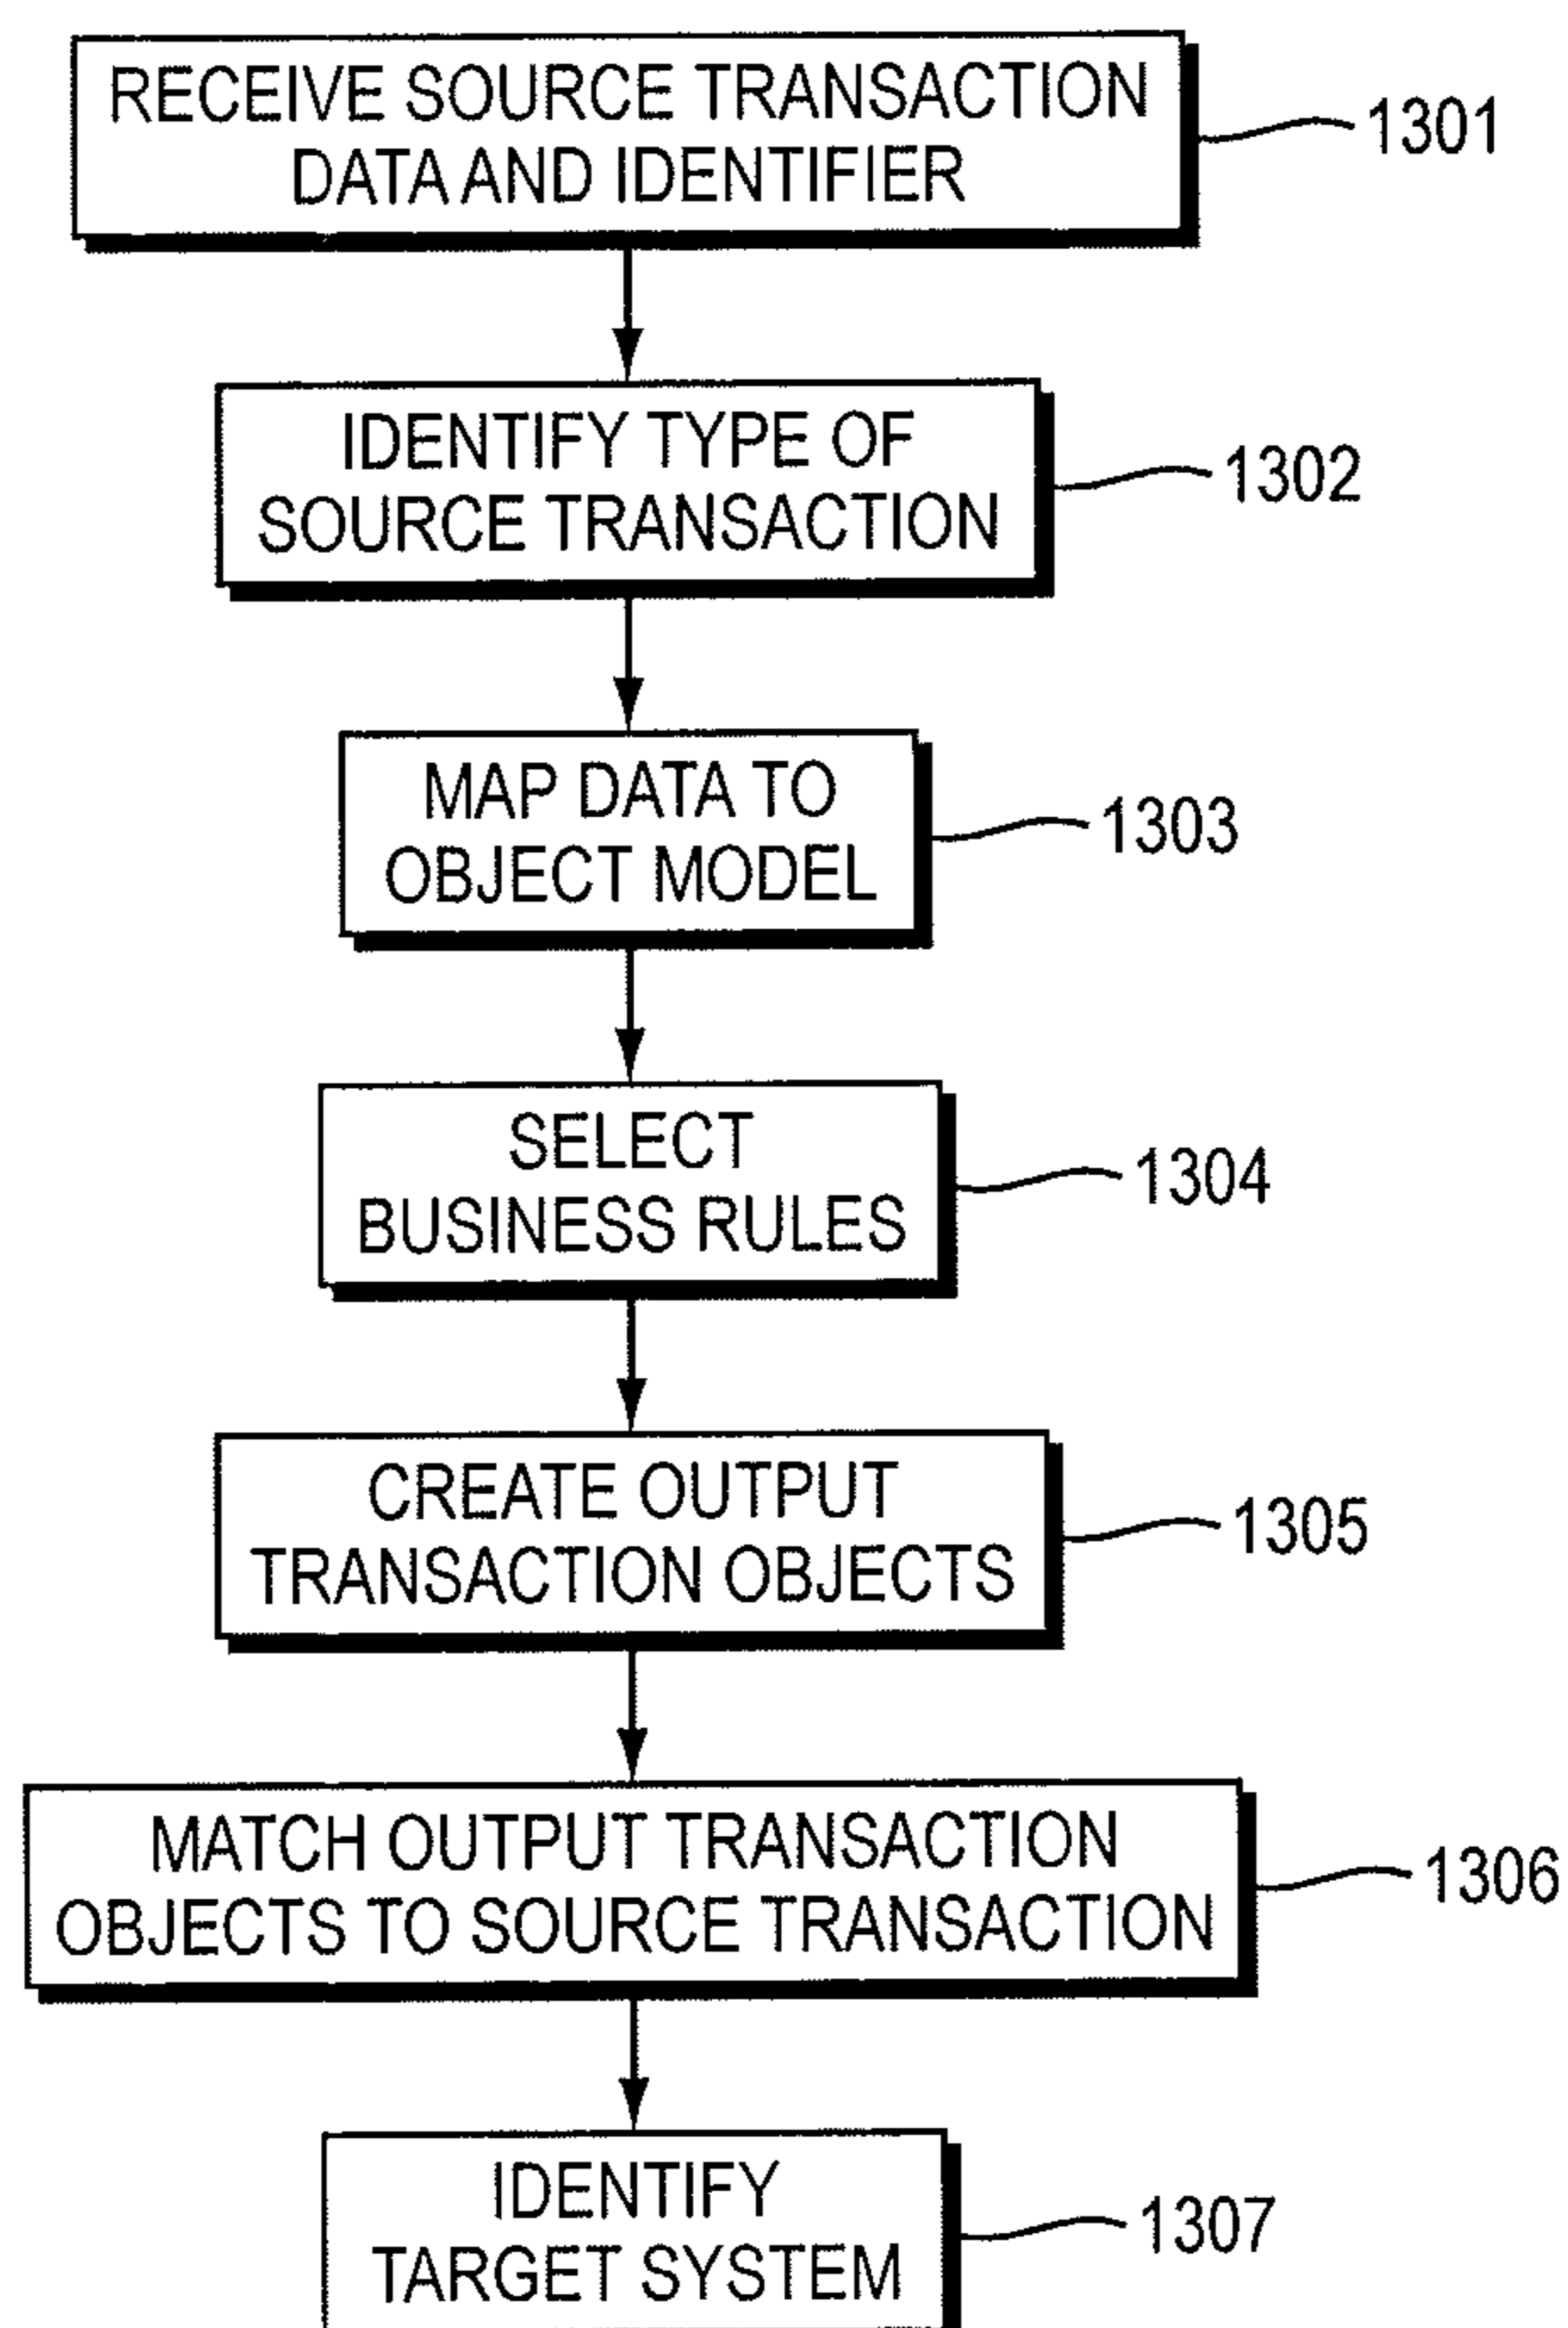 RECEIVE SOURCE TRANSACTION
DATA AND IDENTIFIER
1301
IDENTIFY TYPE OF
SOURCE TRANSACTION
1302
MAP DATA TO
OBJECT MODEL
1303
SELECT
BUSINESS RULES
1304
CREATE OUTPUT
TRANSACTION OBJECTS
1305
MATCH OUTPUT TRANSACTION
OBJECTS TO SOURCE TRANSACTION
1306
IDENTIFY
TARGET SYSTEM
1307